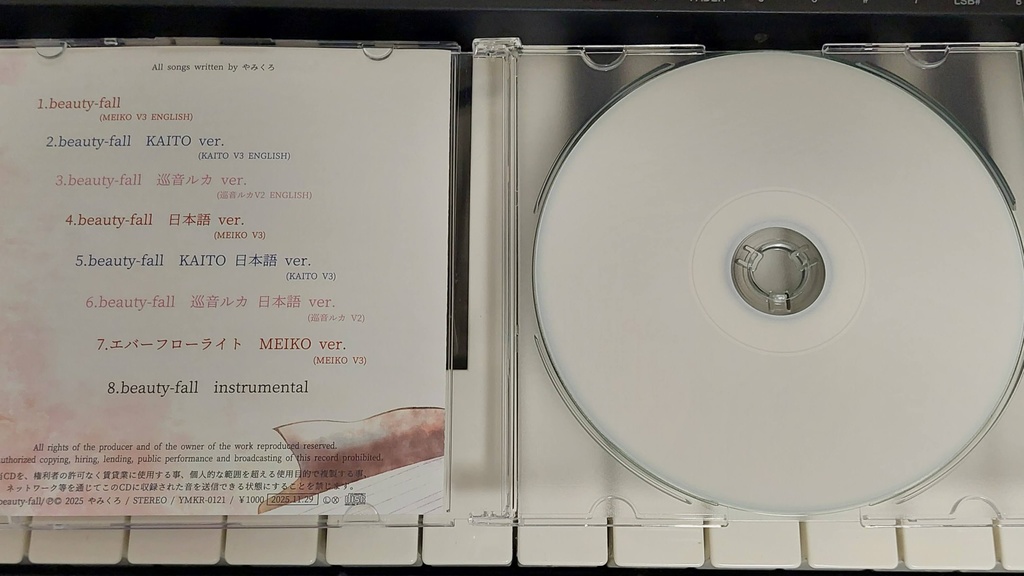 LSB#
All songs written by やみくろ
1.beauty-fall
(MEIKO V3 ENGLISH)
2.beauty-fall　KAITO ver.
(KAITO V3 ENGLISH)
3.beauty-fall　巡音ルカ ver.
(巡音ルカV2 ENGLISH)
4.beauty-fall　日本語 ver.
(MEIKO V3)
5.beauty-fall　KAITO 日本語 ver.
(KAITO V3)
6.beauty-fall　巡音ルカ 日本語 ver.
(巡音ルカ V2)
7.エバーフローライト　MEIKO ver.
(MEIKO V3)
8.beauty-fall　instrumental
All rights of the producer and of the owner of the work reproduced reserved.
authorized copying, hiring, lending, public performance and broadcasting of this record prohibited.
CDを、権利者の許可なく賃貸業に使用する事、個人的な範囲を超える使用目的で複製する事、
ネットワーク等を通じてこのCDに収録された音を送信できる状態にすることを禁じます。
beauty-fall/℗© 2025 やみくろ / STEREO / YMKR-0121 / ¥1000 2025.11.29